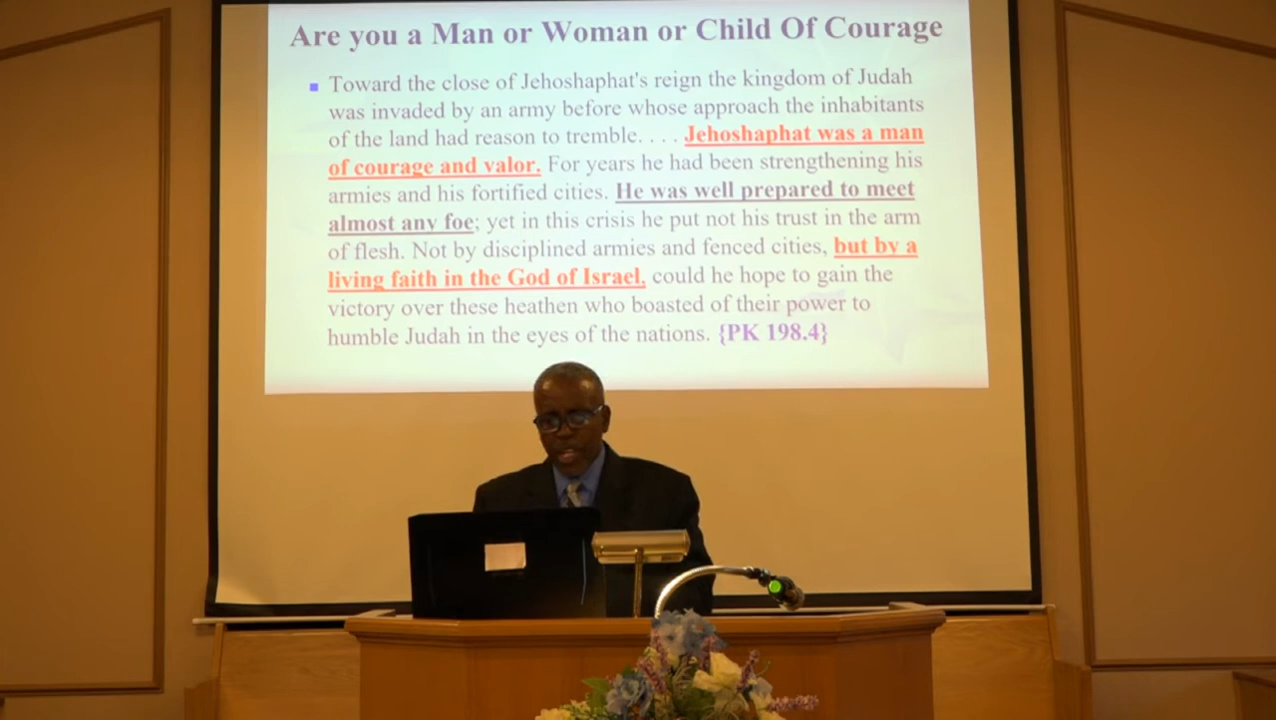 Are you a Man or Woman or Child Of Courage
Toward the close of Jehoshaphat's reign the kingdom of Judah
was invaded by an army before whose approach the inhabitants
of the land had reason to tremble. . . . Jehoshaphat was a man
of courage and valor. For years he had been strengthening his
armies and his fortified cities. He was well prepared to meet
almost any foe; yet in this crisis he put not his trust in the arm
of flesh. Not by disciplined armies and fenced cities, but by a
living faith in the God of Israel, could he hope to gain the
victory over these heathen who boasted of their power to
humble Judah in the eyes of the nations. {PK 198.4}